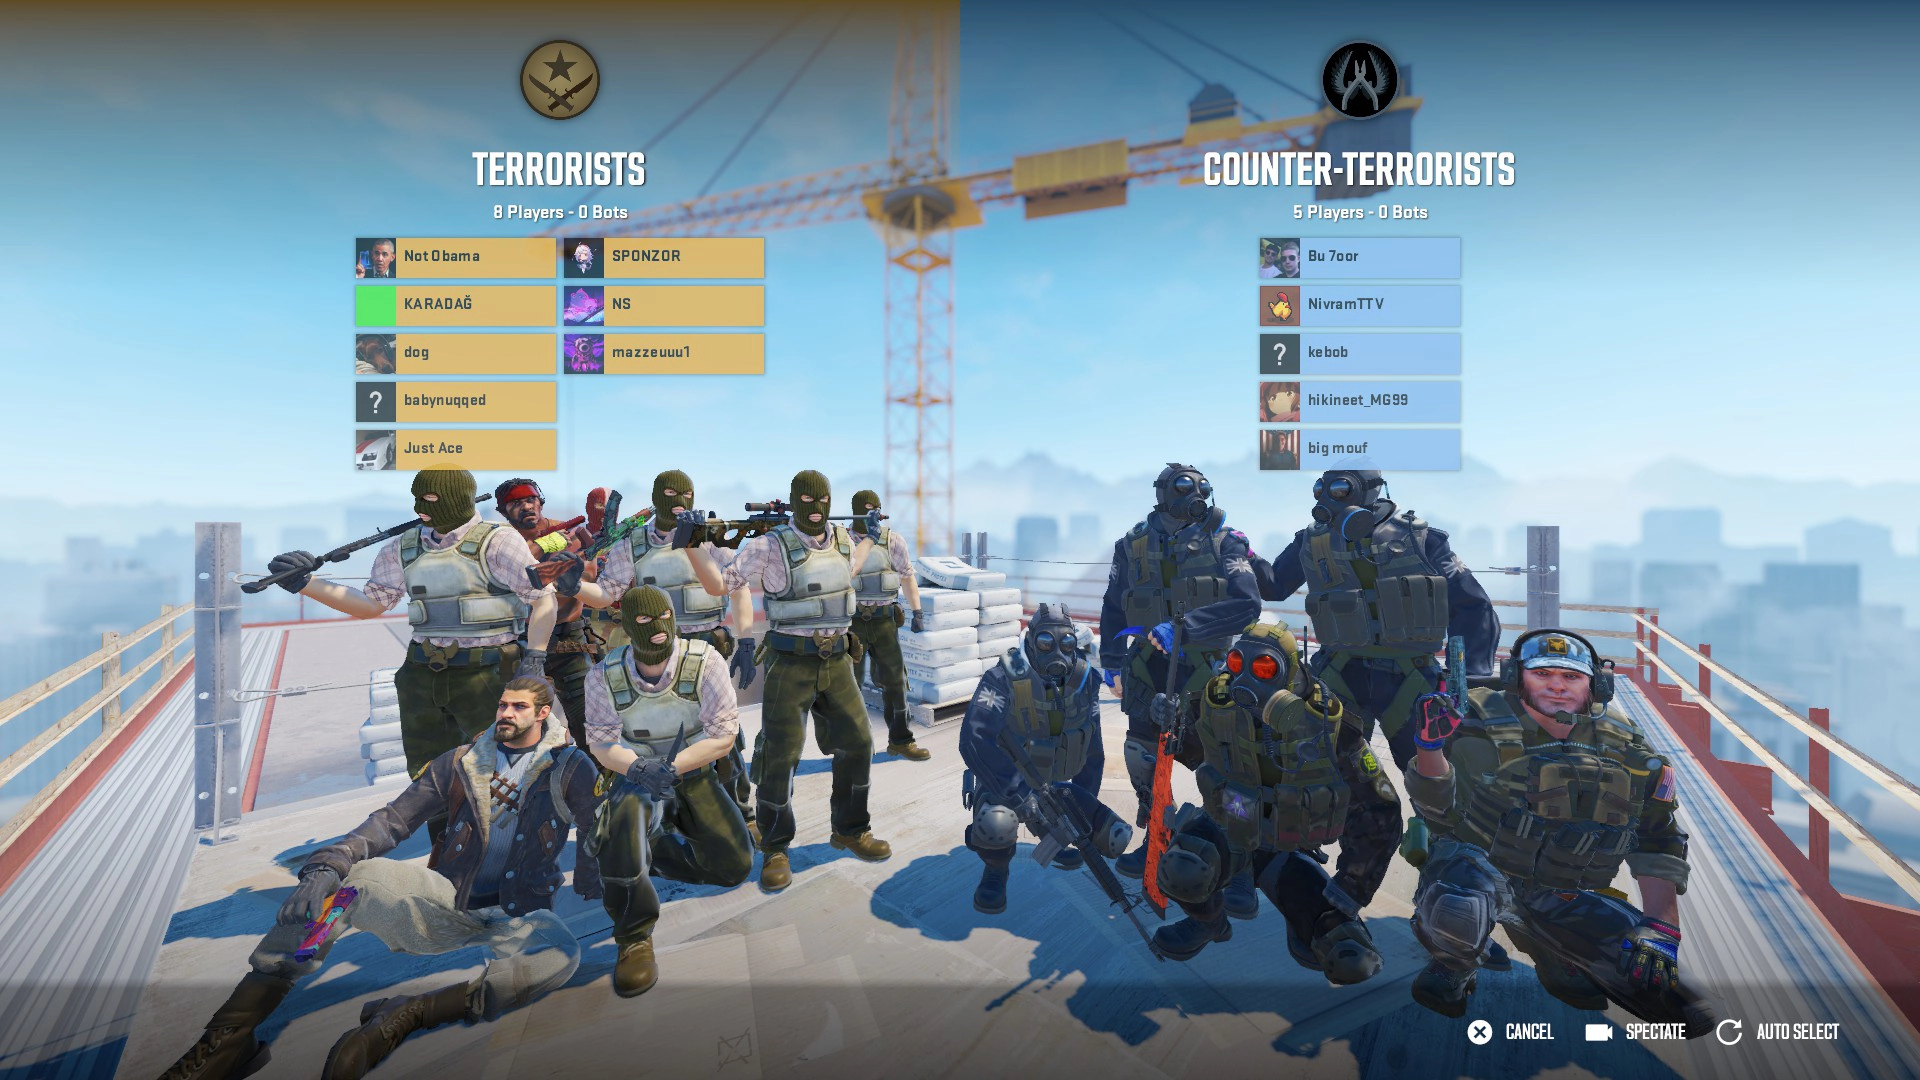 TERRORISTS
8 Players - 0 Bots
Not Obama
KARADAĞ
dog
babynuqqed
Just Ace
SPONZOR
NS
mazzeuuu1
COUNTER-TERRORISTS
5 Players - 0 Bots
Bu 7oor
NivramTTV
kebob
hikineet_MG99
big mouf
CANCEL
SPECTATE
AUTO SELECT